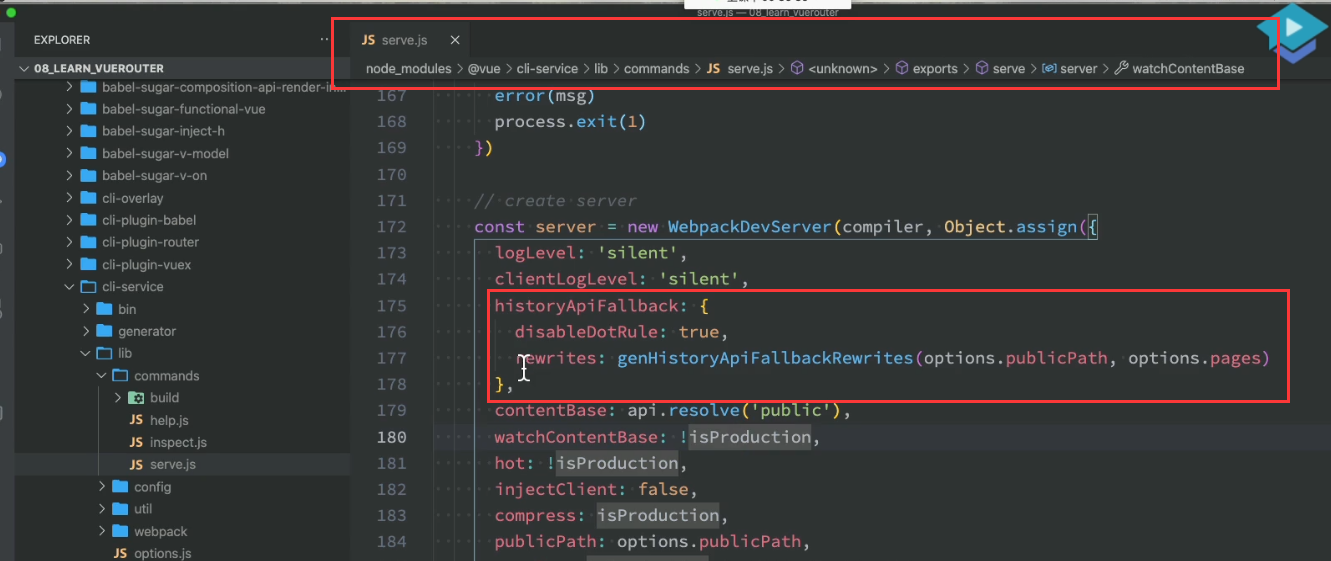 serve.js — 08_learn_vuerouter
EXPLORER
08_LEARN_VUEROUTER
babel-sugar-composition-api-render-in...
babel-sugar-functional-vue
babel-sugar-inject-h
babel-sugar-v-model
babel-sugar-v-on
cli-overlay
cli-plugin-babel
cli-plugin-router
cli-plugin-vuex
cli-service
bin
generator
lib
commands
build
JS help.js
JS inspect.js
JS serve.js
config
util
webpack
JS options.js
JS serve.js ×
node_modules > @vue > cli-service > lib > commands > JS serve.js > <unknown> > exports > serve > server > watchContentBase
167 error(msg)
168 process.exit(1)
169 })
170
171 // create server
172 const server = new WebpackDevServer(compiler, Object.assign({
173 logLevel: 'silent',
174 clientLogLevel: 'silent',
175 historyApiFallback: {
176 disableDotRule: true,
177 rewrites: genHistoryApiFallbackRewrites(options.publicPath, options.pages)
178 },
179 contentBase: api.resolve('public'),
180 watchContentBase: !isProduction,
181 hot: !isProduction,
182 injectClient: false,
183 compress: isProduction,
184 publicPath: options.publicPath,